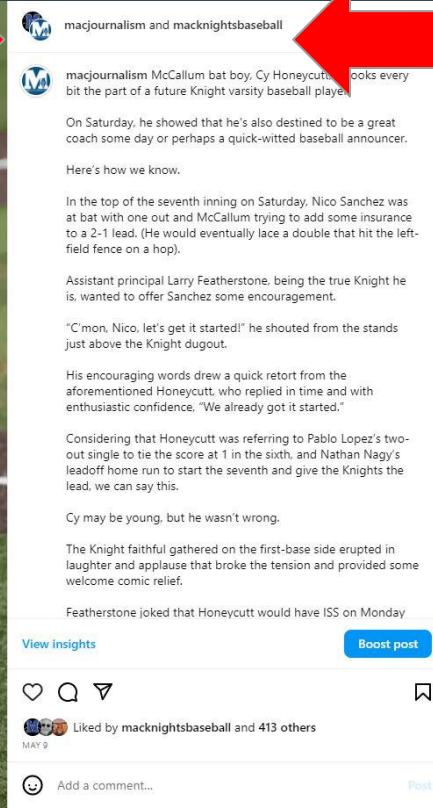 macjournalism and macknightsbaseball
macjournalism McCallum bat boy, Cy Honeycutt, looks every
bit the part of a future Knight varsity baseball player.
On Saturday, he showed that he's also destined to be a great
coach some day or perhaps a quick-witted baseball announcer.
Here's how we know.
In the top of the seventh inning on Saturday, Nico Sanchez was
at bat with one out and McCallum trying to add some insurance
to a 2-1 lead. (He would eventually lace a double that hit the left-
field fence on a hop).
Assistant principal Larry Featherstone, being the true Knight he
is, wanted to offer Sanchez some encouragement.
“C'mon, Nico, let's get it started!” he shouted from the stands
just above the Knight dugout.
His encouraging words drew a quick retort from the
aforementioned Honeycutt, who replied in time and with
enthusiastic confidence, “We already got it started.”
Considering that Honeycutt was referring to Pablo Lopez's two-
out single to tie the score at 1 in the sixth, and Nathan Nagy's
leadoff home run to start the seventh and give the Knights the
lead, we can say this.
Cy may be young, but he wasn't wrong.
The Knight faithful gathered on the first-base side erupted in
laughter and applause that broke the tension and provided some
welcome comic relief.
Featherstone joked that Honeycutt would have ISS on Monday
View insights
Boost post
Liked by macknightsbaseball and 413 others
MAY 9
Add a comment...
Post